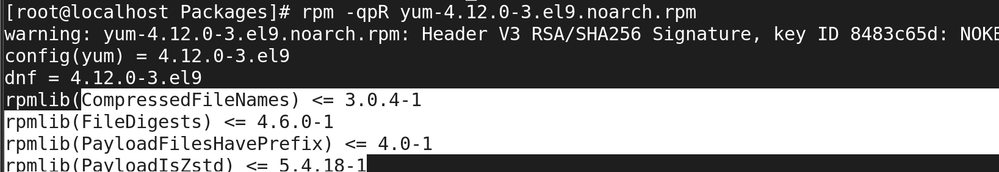 [root@localhost Packages]# rpm -qpR yum-4.12.0-3.el9.noarch.rpm
warning: yum-4.12.0-3.el9.noarch.rpm: Header V3 RSA/SHA256 Signature, key ID 8483c65d: NOKE
config(yum) = 4.12.0-3.el9
dnf = 4.12.0-3.el9
rpmlib(CompressedFileNames) <= 3.0.4-1
rpmlib(FileDigests) <= 4.6.0-1
rpmlib(PayloadFilesHavePrefix) <= 4.0-1
rpmlib(PayloadIsZstd) <= 5.4.18-1